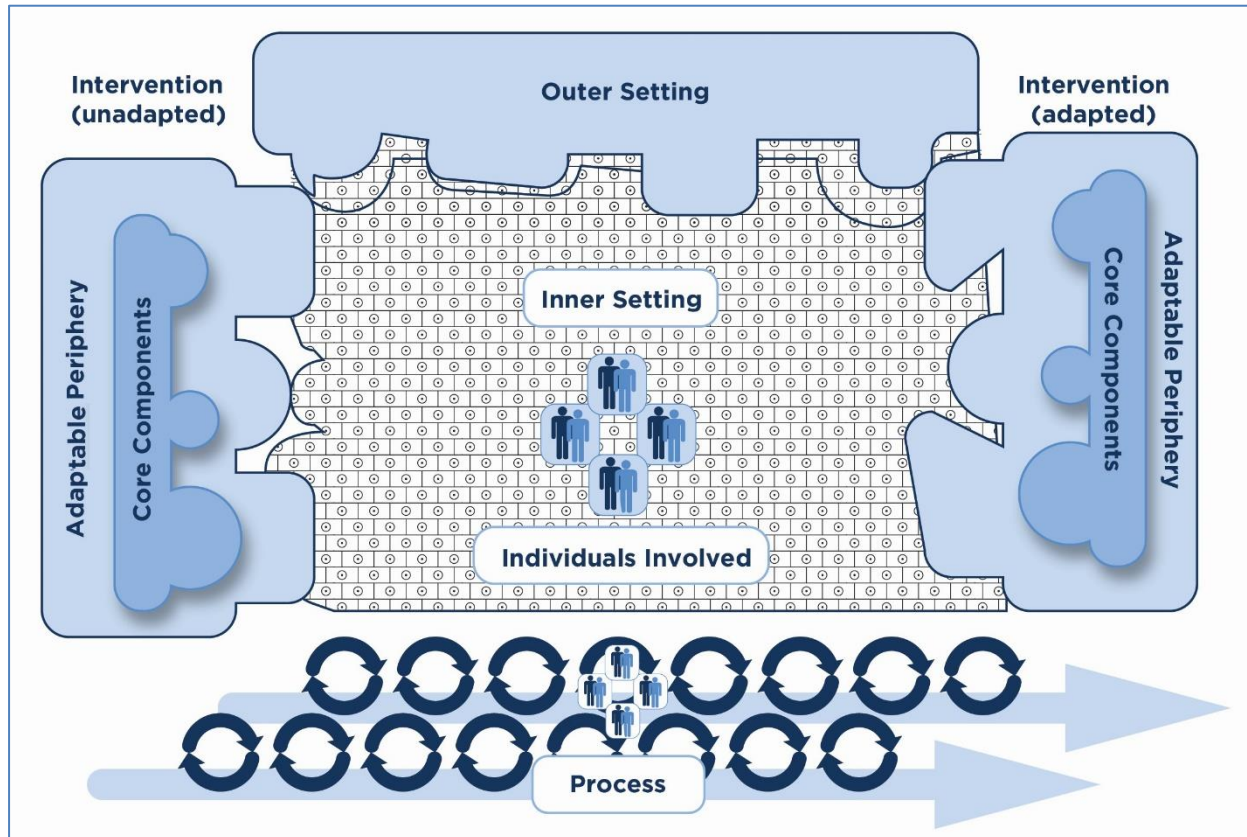 Outer Setting
Intervention
(unadapted)
Intervention
(adapted)
Adaptable Periphery
Core Components
Inner Setting
Individuals Involved
Core Components
Adaptable Periphery
Process